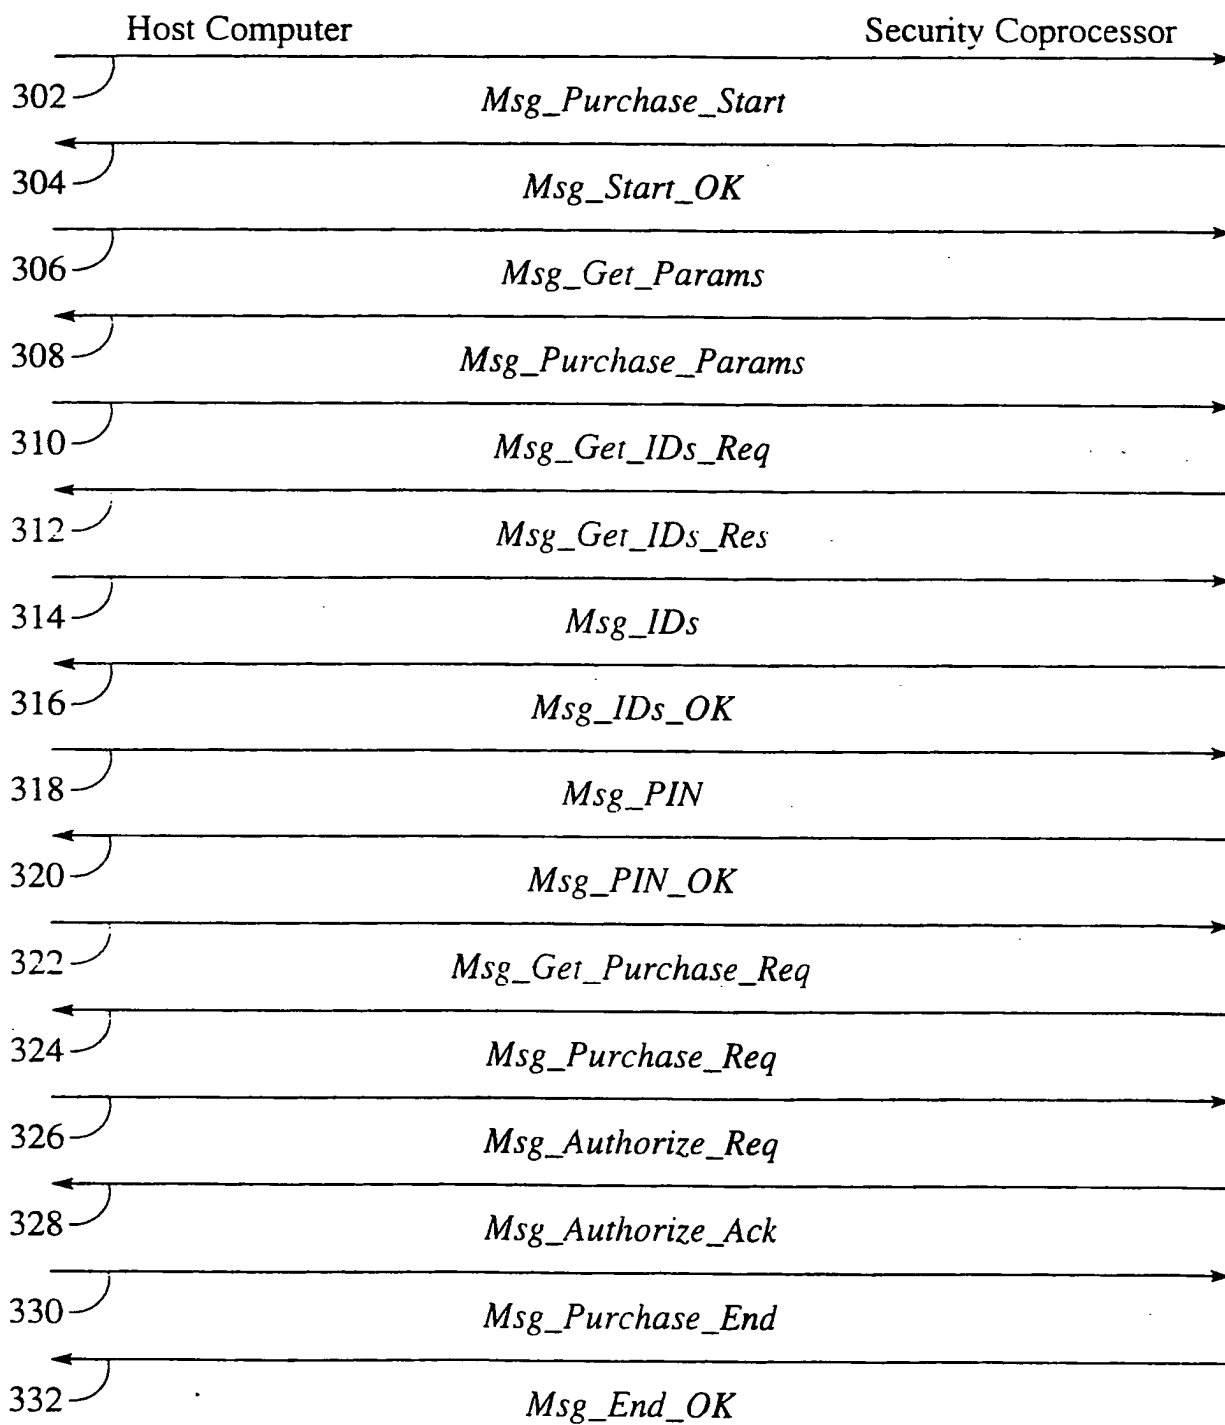 Host Computer Security Coprocessor
302 Msg_Purchase_Start
304 Msg_Start_OK
306 Msg_Get_Params
308 Msg_Purchase_Params
310 Msg_Get_IDs_Req
312 Msg_Get_IDs_Res
314 Msg_IDs
316 Msg_IDs_OK
318 Msg_PIN
320 Msg_PIN_OK
322 Msg_Get_Purchase_Req
324 Msg_Purchase_Req
326 Msg_Authorize_Req
328 Msg_Authorize_Ack
330 Msg_Purchase_End
332 Msg_End_OK